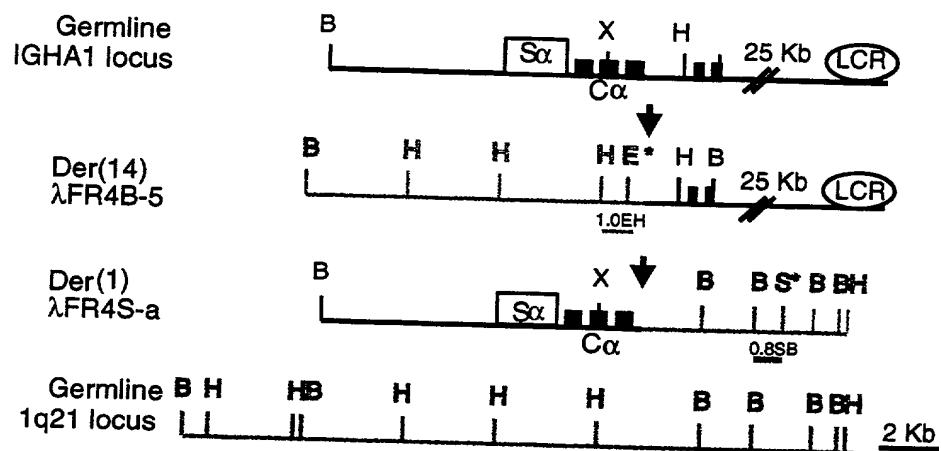 Germline
IGHA1 locus
B
Sα
X
Cα
H
25 Kb
LCR
Der(14)
λFR4B-5
B H H H E* H B
1.0EH
25 Kb
LCR
Der(1)
λFR4S-a
B
Sα
X
Cα
B B S* B BH
0.8SB
Germline
1q21 locus
B H HB H H H B B B BH
2 Kb